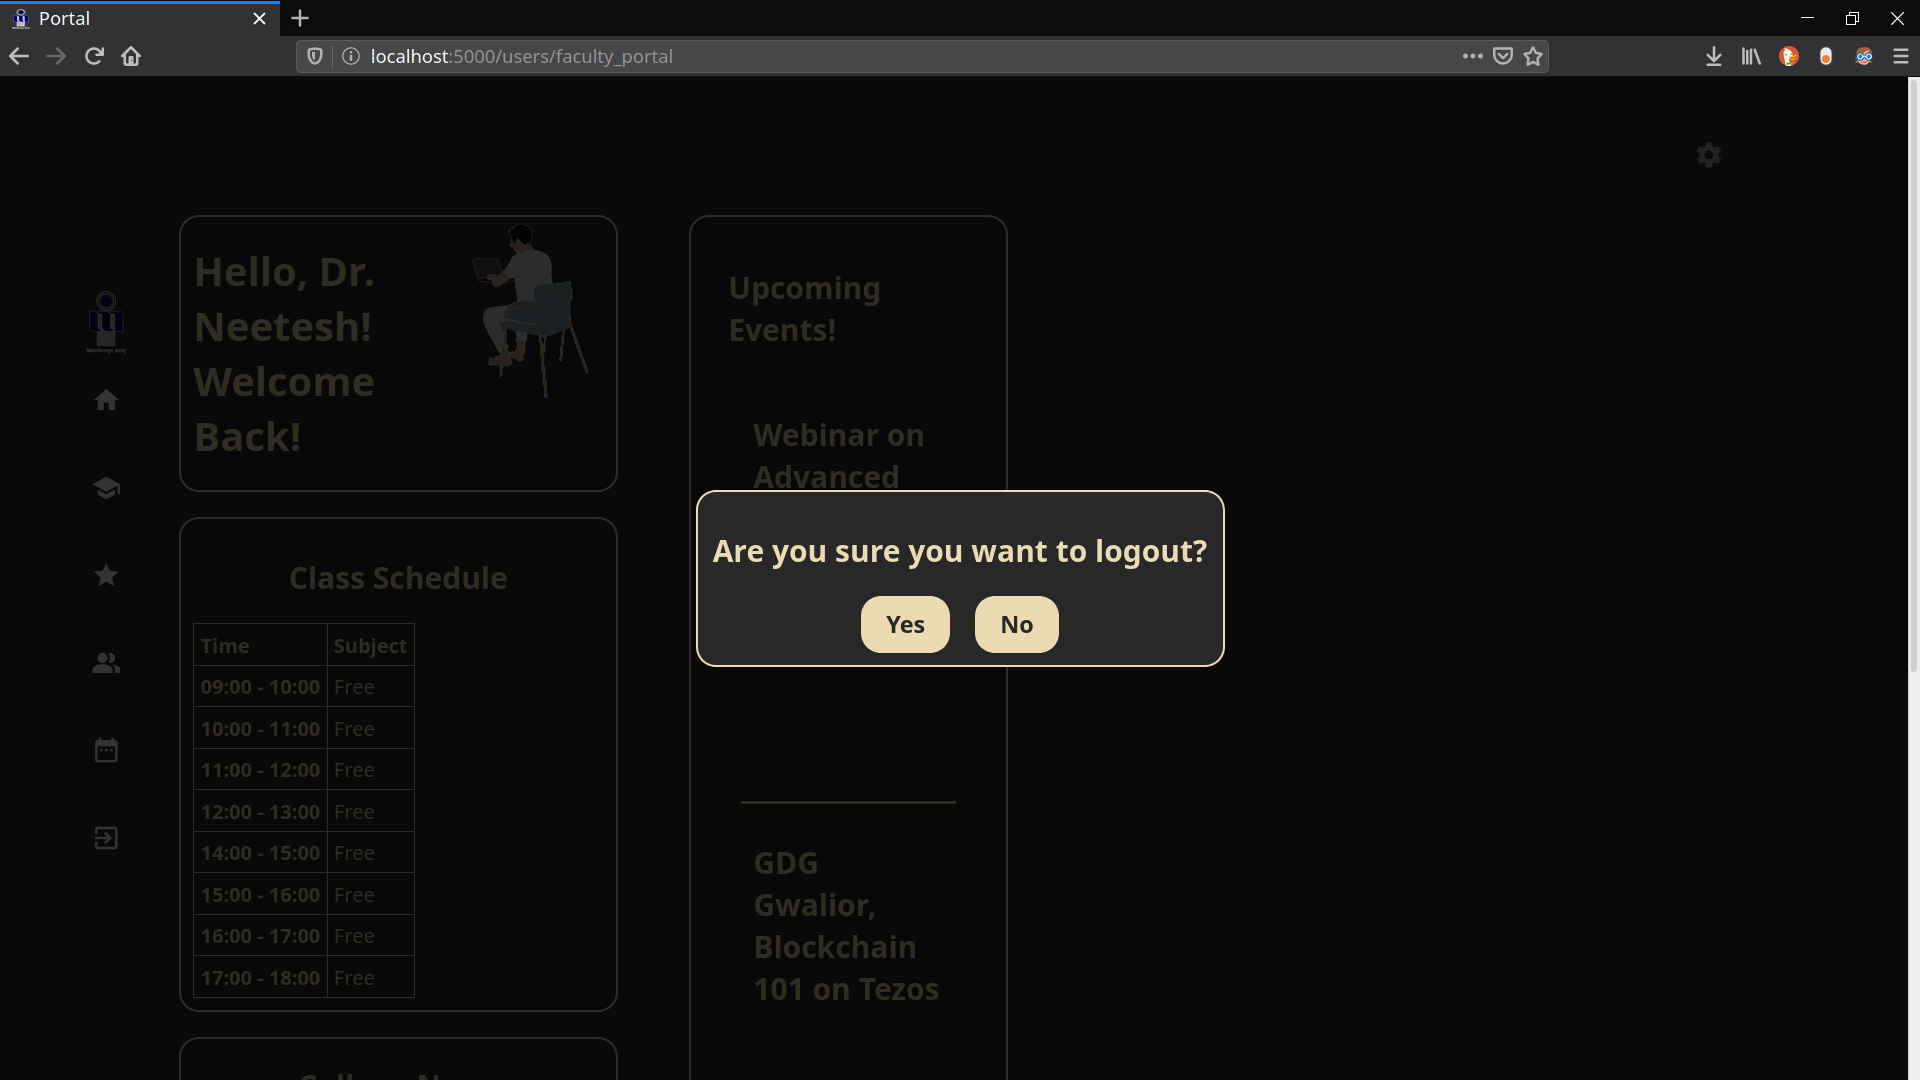 Portal
localhost:5000/users/faculty_portal
Hello, Dr.
Neetesh!
Welcome
Back!
Upcoming
Events!
Webinar on
Advanced
Are you sure you want to logout?
Yes No
Class Schedule
Time Subject
09:00 - 10:00 Free
10:00 - 11:00 Free
11:00 - 12:00 Free
12:00 - 13:00 Free
14:00 - 15:00 Free
15:00 - 16:00 Free
16:00 - 17:00 Free
17:00 - 18:00 Free
GDG
Gwalior,
Blockchain
101 on Tezos